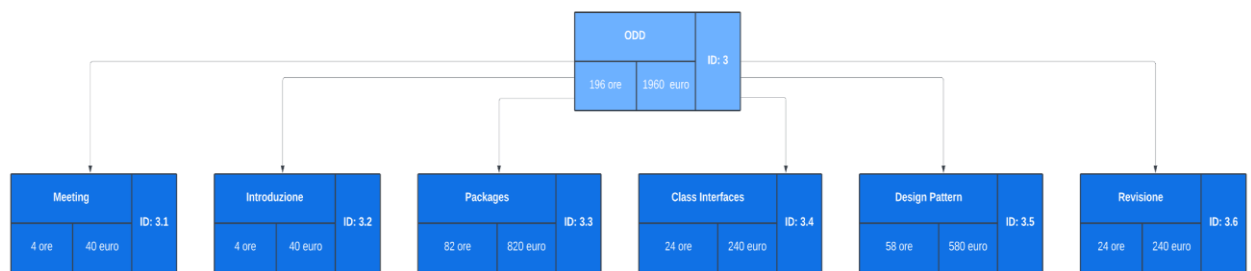 ODD
ID: 3
196 ore
1960 euro
Meeting
ID: 3.1
4 ore
40 euro
Introduzione
ID: 3.2
4 ore
40 euro
Packages
ID: 3.3
82 ore
820 euro
Class Interfaces
ID: 3.4
24 ore
240 euro
Design Pattern
ID: 3.5
58 ore
580 euro
Revisione
ID: 3.6
24 ore
240 euro